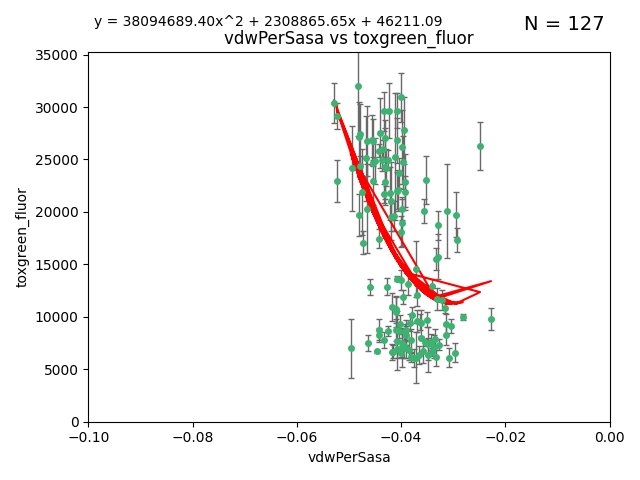 y = 38094689.40x^2 + 2308865.65x + 46211.09
N = 127
vdwPerSasa vs toxgreen_fluor
35000
30000
25000
20000
15000
10000
5000
0
toxgreen_fluor
−0.10 −0.08 −0.06 −0.04 −0.02 0.00
vdwPerSasa